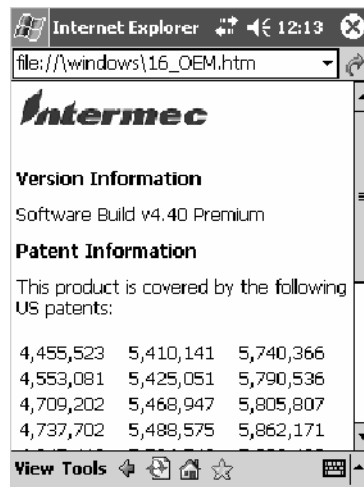 Internet Explorer 12:13
file://\windows\16_OEM.htm
Intermec
Version Information
Software Build v4.40 Premium
Patent Information
This product is covered by the following
US patents:
4,455,523 5,410,141 5,740,366
4,553,081 5,425,051 5,790,536
4,709,202 5,468,947 5,805,807
4,737,702 5,488,575 5,862,171
View Tools